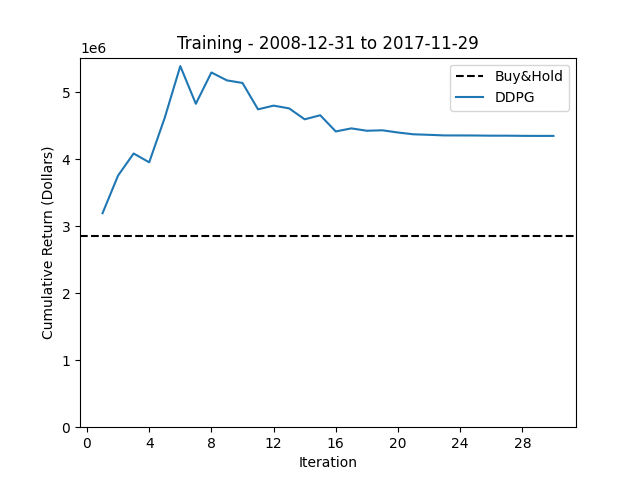 Training - 2008-12-31 to 2017-11-29
1e6
Buy&Hold
DDPG
Cumulative Return (Dollars)
5
4
3
2
1
0
0 4 8 12 16 20 24 28
Iteration